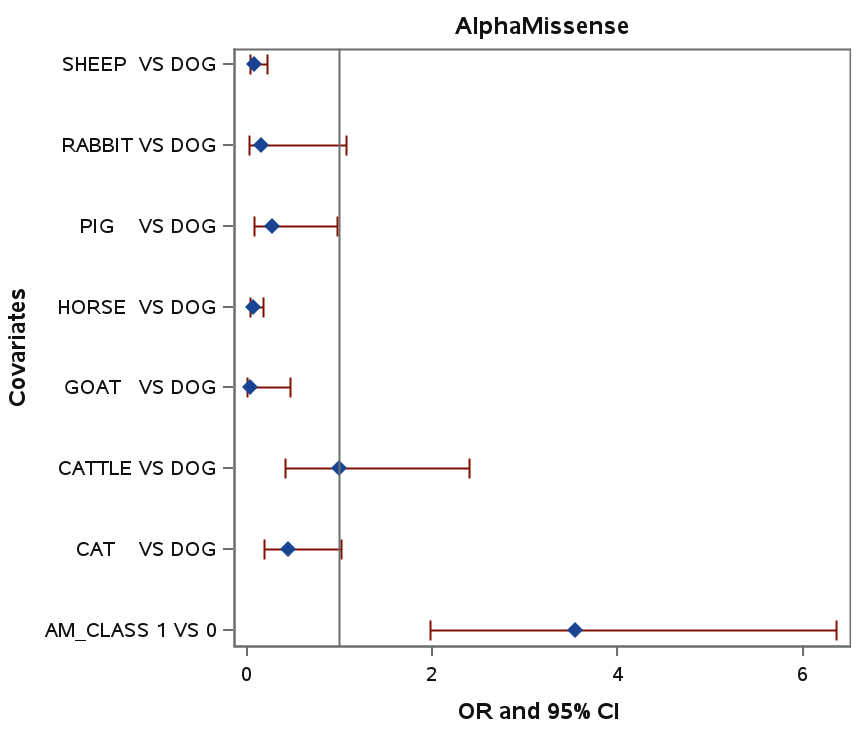 AlphaMissense
Covariates
SHEEP VS DOG
RABBIT VS DOG
PIG VS DOG
HORSE VS DOG
GOAT VS DOG
CATTLE VS DOG
CAT VS DOG
AM_CLASS 1 VS 0
0 2 4 6
OR and 95% CI